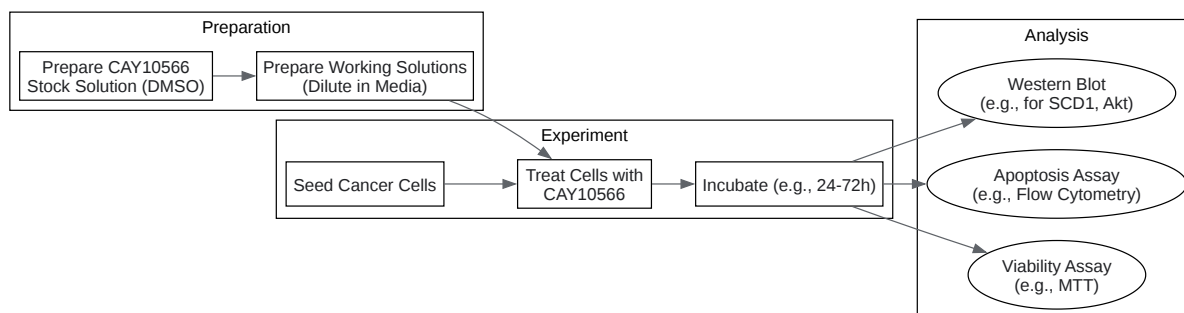 Preparation
Prepare CAY10566
Stock Solution (DMSO)
Prepare Working Solutions
(Dilute in Media)
Experiment
Seed Cancer Cells
Treat Cells with
CAY10566
Incubate (e.g., 24-72h)
Analysis
Western Blot
(e.g., for SCD1, Akt)
Apoptosis Assay
(e.g., Flow Cytometry)
Viability Assay
(e.g., MTT)